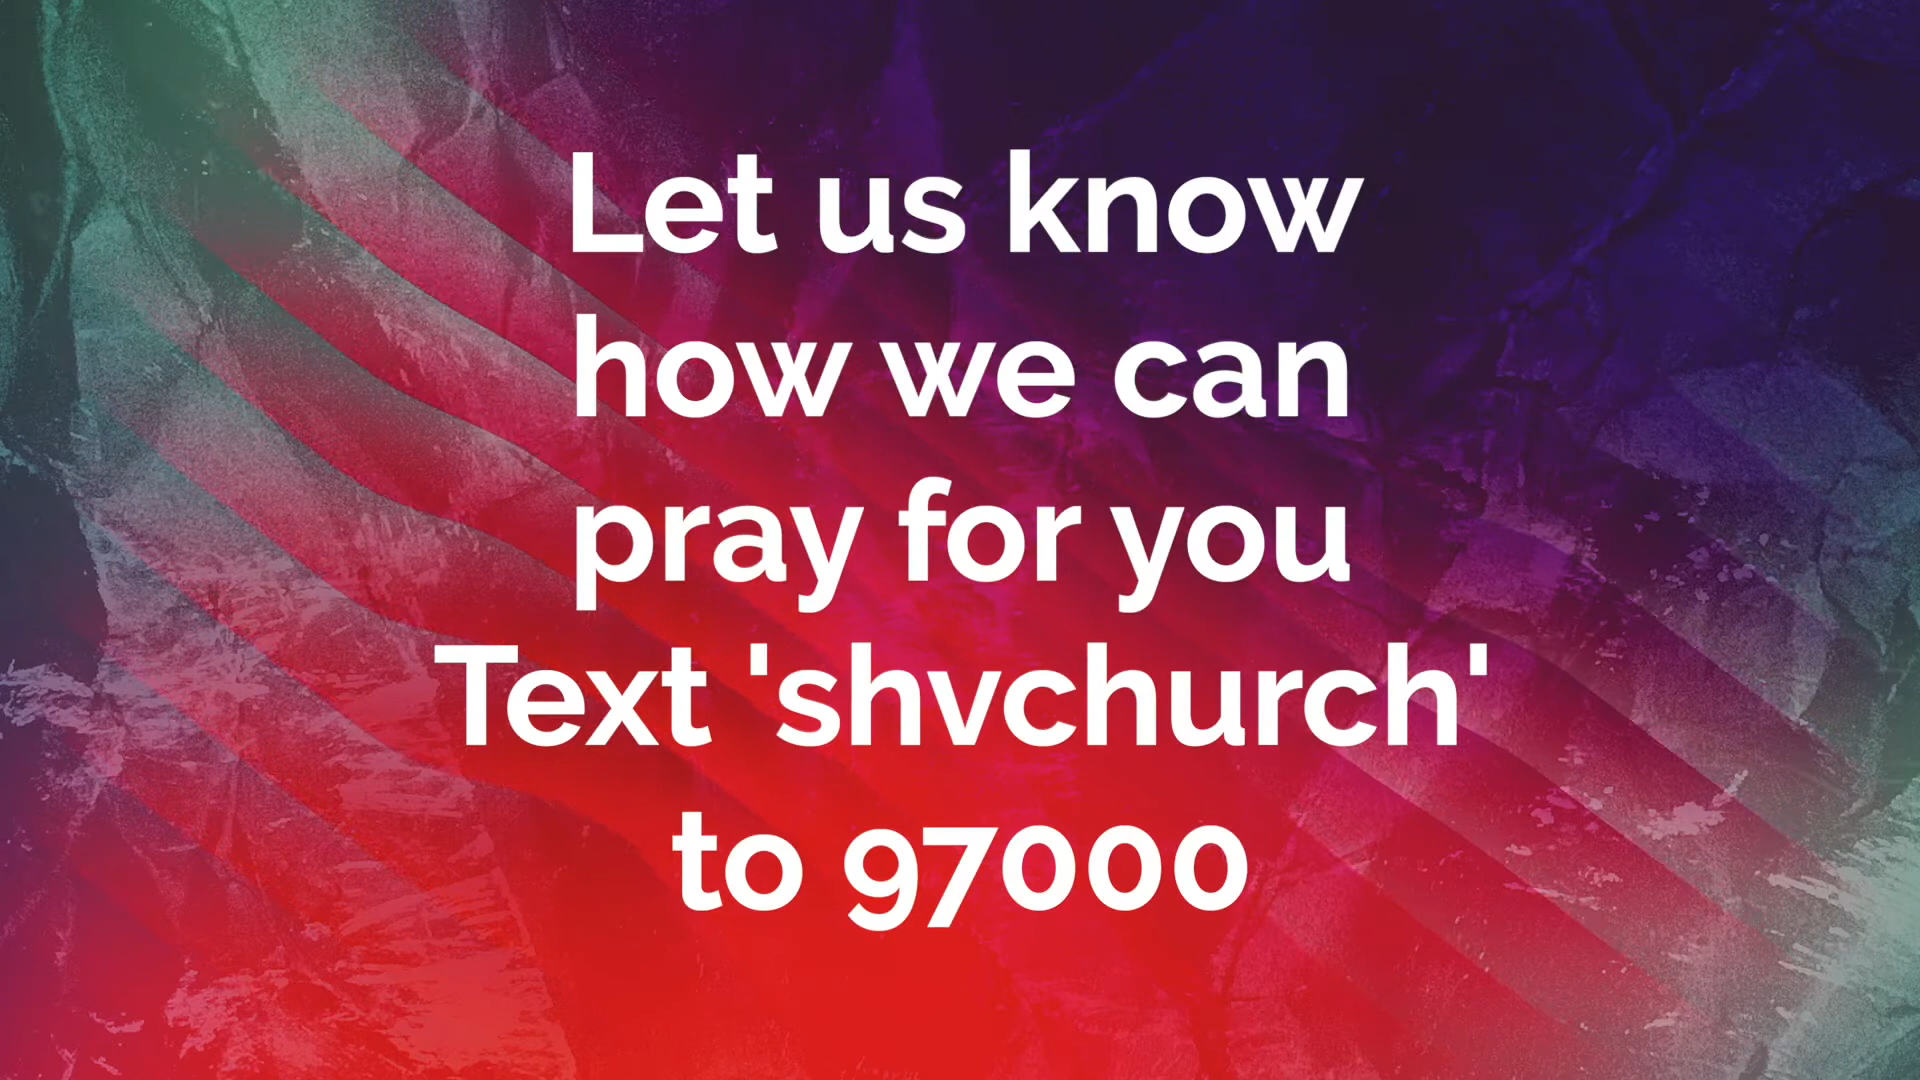 Let us know
how we can
pray for you
Text 'shvchurch'
to 97000